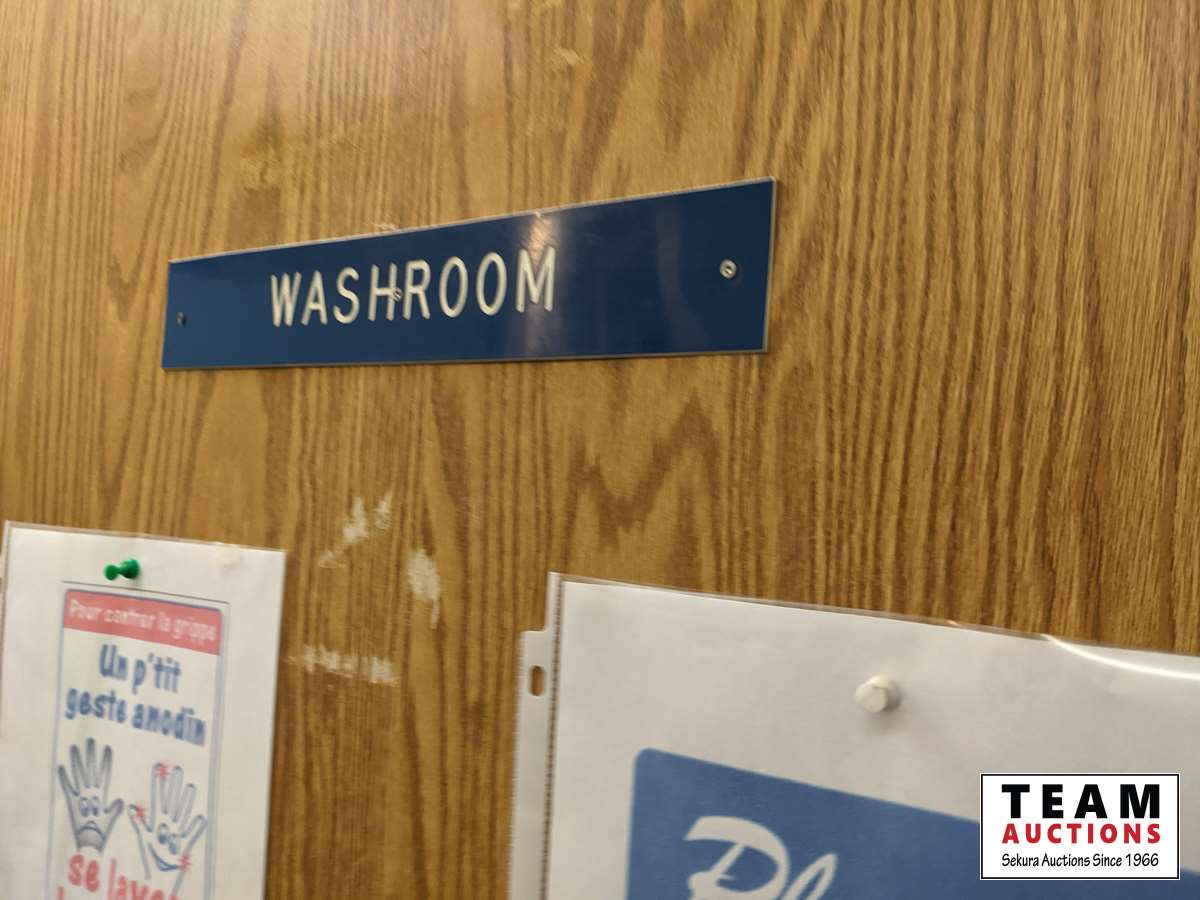 WASHROOM
Pour contrer la grippe
Un p'tit
geste anodin
se laver
TEAM
AUCTIONS
Sekura Auctions Since 1966